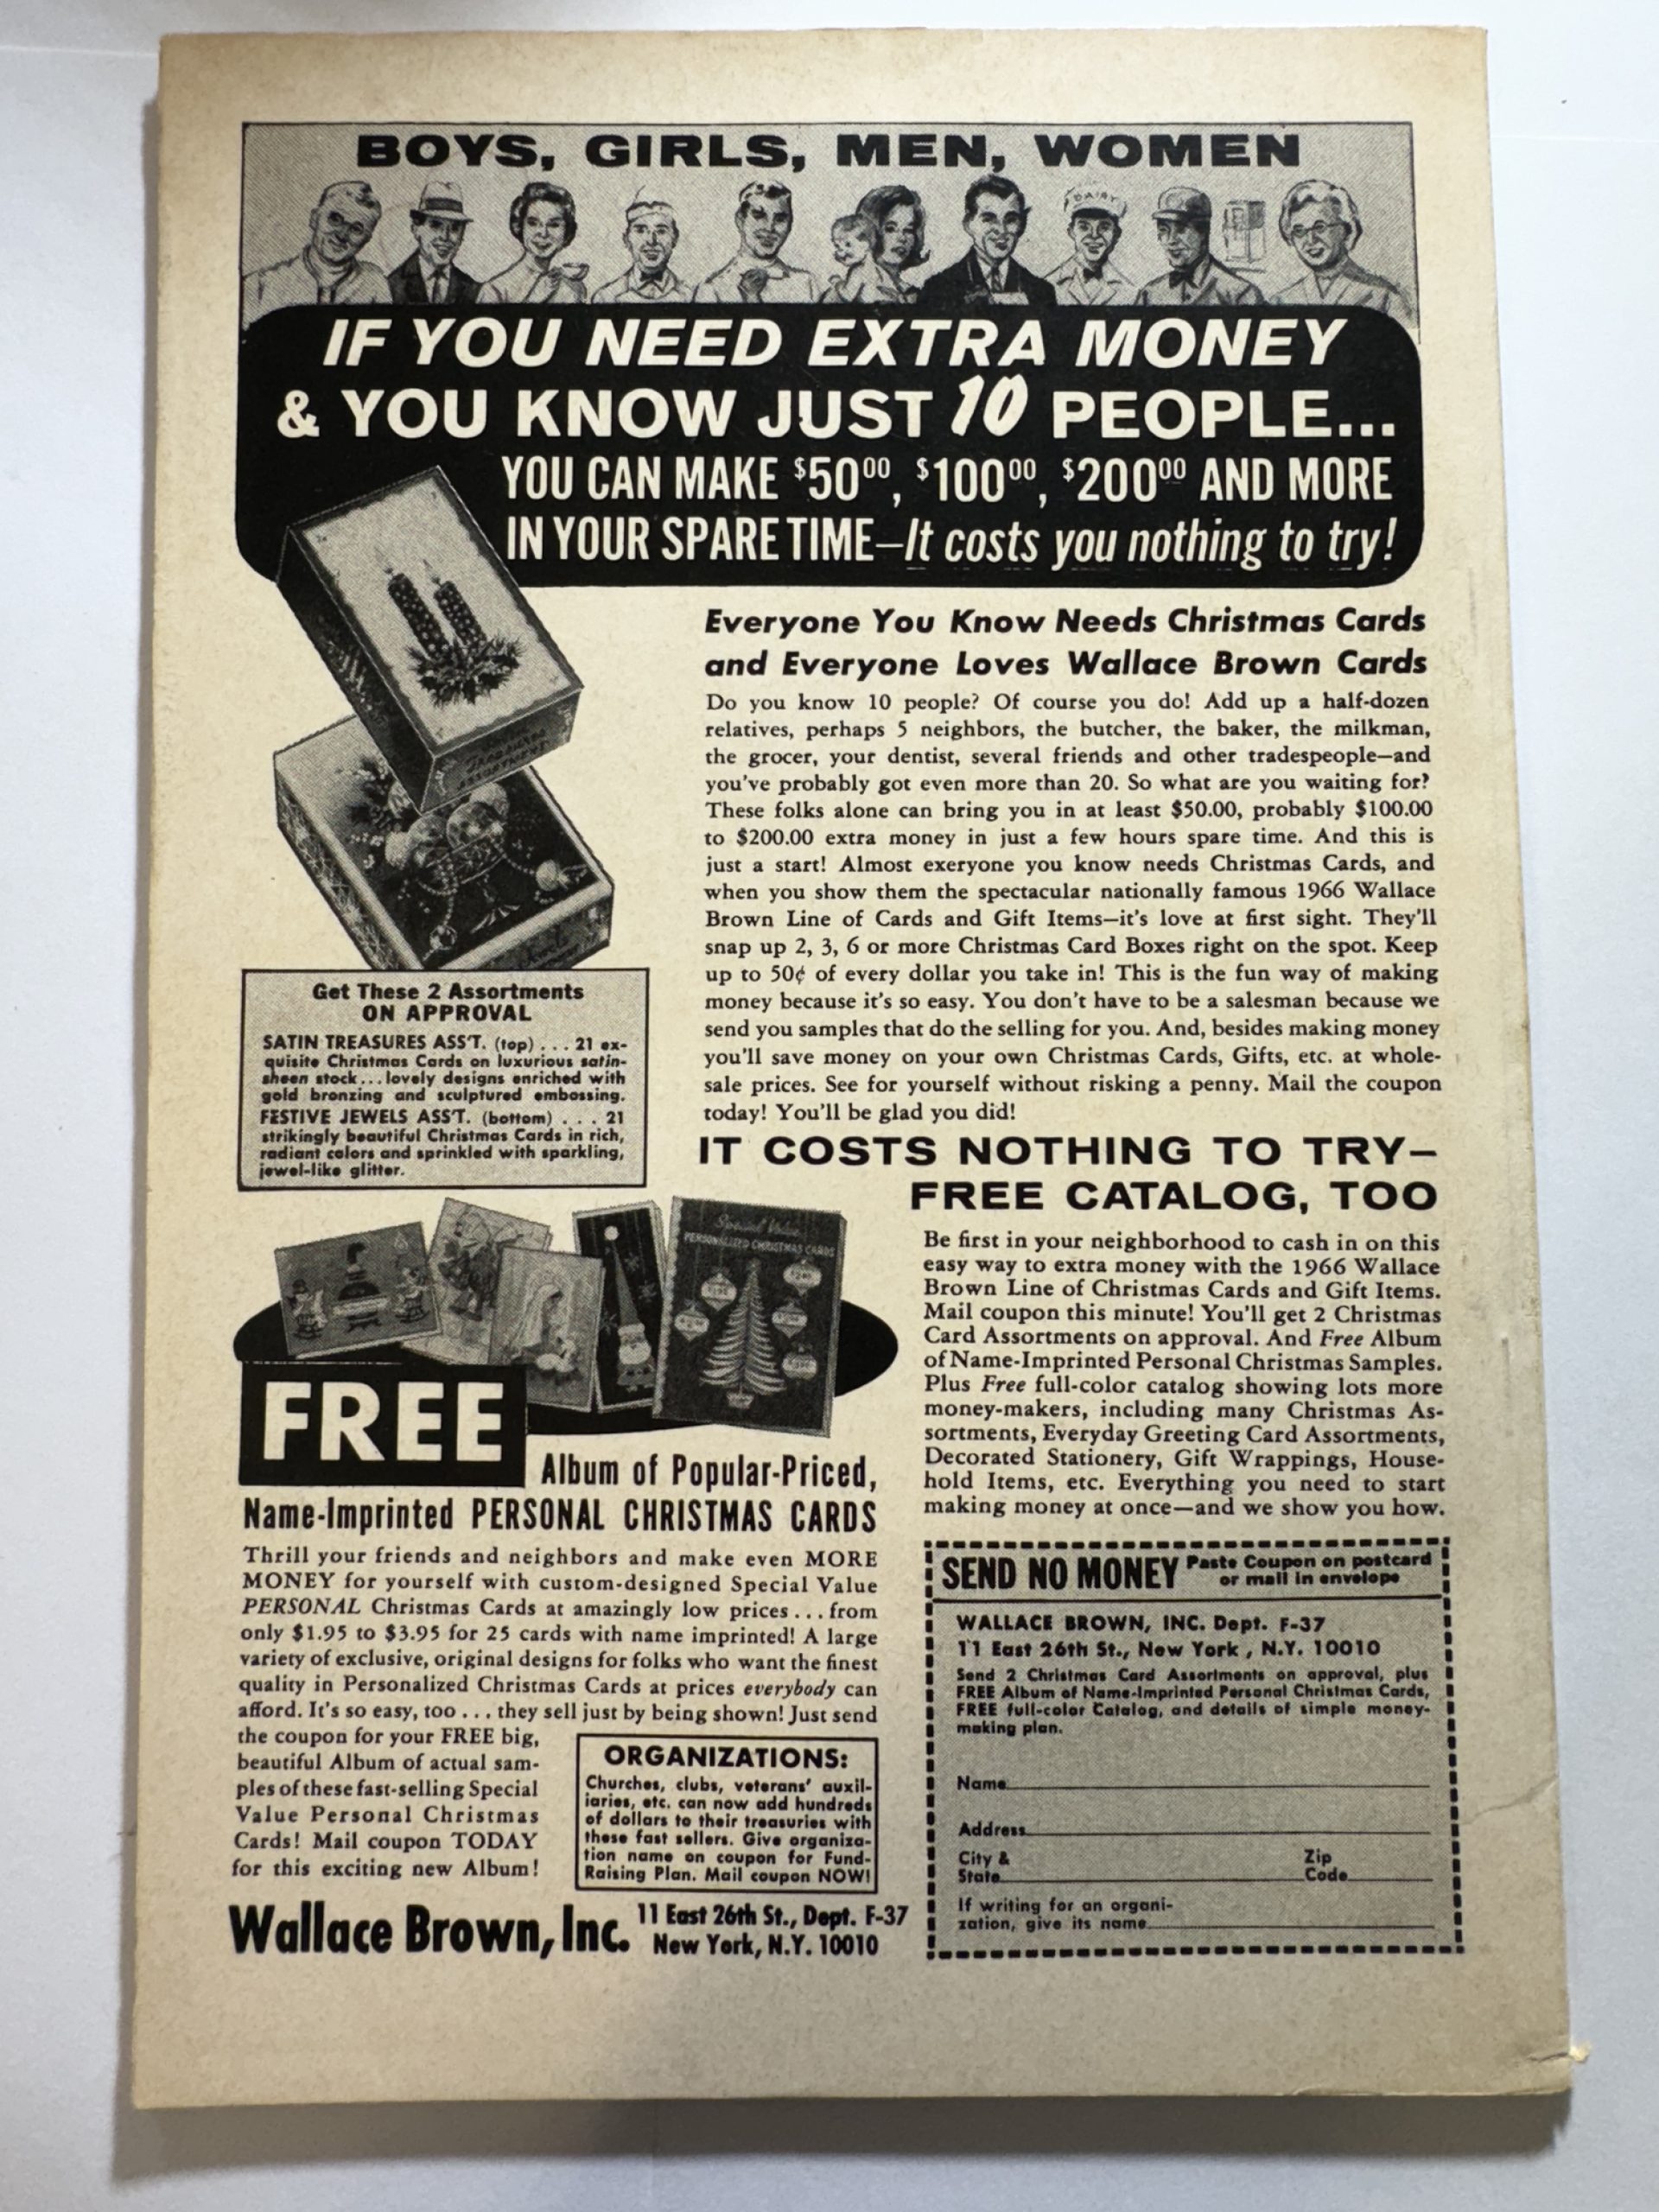 BOYS, GIRLS, MEN, WOMEN
DAIRY
IF YOU NEED EXTRA MONEY
& YOU KNOW JUST 10 PEOPLE...
YOU CAN MAKE $50⁰⁰, $100⁰⁰, $200⁰⁰ AND MORE
IN YOUR SPARE TIME—It costs you nothing to try!
Everyone You Know Needs Christmas Cards
and Everyone Loves Wallace Brown Cards
Do you know 10 people? Of course you do! Add up a half-dozen
relatives, perhaps 5 neighbors, the butcher, the baker, the milkman,
the grocer, your dentist, several friends and other tradespeople—and
you've probably got even more than 20. So what are you waiting for?
These folks alone can bring you in at least $50.00, probably $100.00
to $200.00 extra money in just a few hours spare time. And this is
just a start! Almost exeryone you know needs Christmas Cards, and
when you show them the spectacular nationally famous 1966 Wallace
Brown Line of Cards and Gift Items—it's love at first sight. They'll
snap up 2, 3, 6 or more Christmas Card Boxes right on the spot. Keep
up to 50¢ of every dollar you take in! This is the fun way of making
money because it's so easy. You don't have to be a salesman because we
send you samples that do the selling for you. And, besides making money
you'll save money on your own Christmas Cards, Gifts, etc. at whole-
sale prices. See for yourself without risking a penny. Mail the coupon
today! You'll be glad you did!
Get These 2 Assortments
ON APPROVAL
SATIN TREASURES ASS'T. (top) . . . 21 ex-
quisite Christmas Cards on luxurious satin-
sheen stock...lovely designs enriched with
gold bronzing and sculptured embossing.
FESTIVE JEWELS ASS'T. (bottom) . . . 21
strikingly beautiful Christmas Cards in rich,
radiant colors and sprinkled with sparkling,
jewel-like glitter.
IT COSTS NOTHING TO TRY—
FREE CATALOG, TOO
Be first in your neighborhood to cash in on this
easy way to extra money with the 1966 Wallace
Brown Line of Christmas Cards and Gift Items.
Mail coupon this minute! You'll get 2 Christmas
Card Assortments on approval. And Free Album
of Name-Imprinted Personal Christmas Samples.
Plus Free full-color catalog showing lots more
money-makers, including many Christmas As-
sortments, Everyday Greeting Card Assortments,
Decorated Stationery, Gift Wrappings, House-
hold Items, etc. Everything you need to start
making money at once—and we show you how.
Special Value
PERSONALIZED CHRISTMAS CARDS
FREE
Album of Popular-Priced,
Name-Imprinted PERSONAL CHRISTMAS CARDS
Thrill your friends and neighbors and make even MORE
MONEY for yourself with custom-designed Special Value
PERSONAL Christmas Cards at amazingly low prices...from
only $1.95 to $3.95 for 25 cards with name imprinted! A large
variety of exclusive, original designs for folks who want the finest
quality in Personalized Christmas Cards at prices everybody can
afford. It's so easy, too . . . they sell just by being shown! Just send
the coupon for your FREE big,
beautiful Album of actual sam-
ples of these fast-selling Special
Value Personal Christmas
Cards! Mail coupon TODAY
for this exciting new Album!
ORGANIZATIONS:
Churches, clubs, veterans' auxil-
iaries, etc. can now add hundreds
of dollars to their treasuries with
these fast sellers. Give organiza-
tion name on coupon for Fund-
Raising Plan. Mail coupon NOW!
Wallace Brown, Inc. 11 East 26th St., Dept. F-37
New York, N.Y. 10010
SEND NO MONEY Paste Coupon on postcard
or mail in envelope
WALLACE BROWN, INC. Dept. F-37
11 East 26th St., New York , N.Y. 10010
Send 2 Christmas Card Assortments on approval, plus
FREE Album of Name-Imprinted Personal Christmas Cards,
FREE full-color Catalog, and details of simple money-
making plan.
Name
Address
City & Zip
State Code
If writing for an organi-
zation, give its name